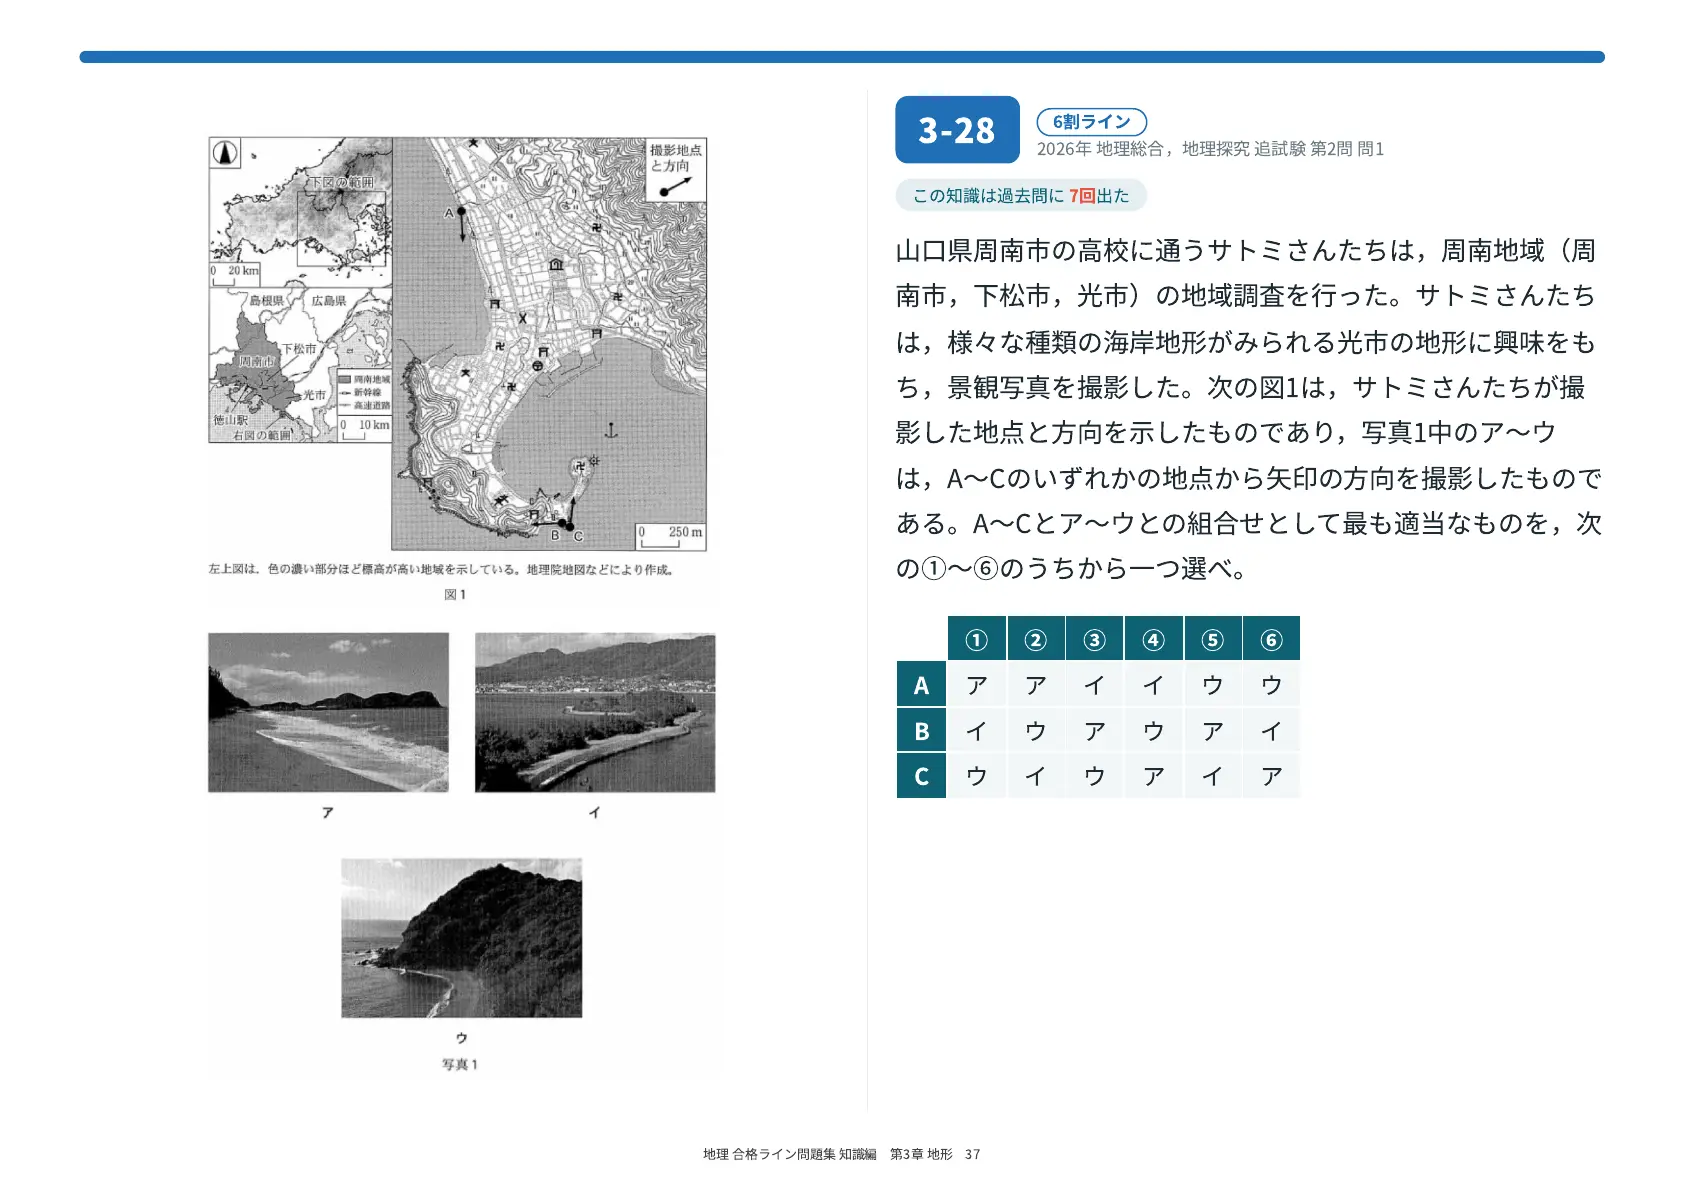 下図の範囲
0 20 km
島根県
広島県
下松市
周南市
光市
徳山駅
右図の範囲
周南地域
新幹線
高速道路
0 10 km
撮影地点
と方向
A
B
C
0 250 m
左上図は，色の濃い部分ほど標高が高い地域を示している。地理院地図などにより作成。
図1
ア
イ
ウ
写真1
3-28
6割ライン
2026年 地理総合，地理探究 追試験 第2問 問1
この知識は過去問に 7回出た
山口県周南市の高校に通うサトミさんたちは，周南地域（周
南市，下松市，光市）の地域調査を行った。サトミさんたち
は，様々な種類の海岸地形がみられる光市の地形に興味をも
ち，景観写真を撮影した。次の図1は，サトミさんたちが撮
影した地点と方向を示したものであり，写真1中のア～ウ
は，A～Cのいずれかの地点から矢印の方向を撮影したもので
ある。A～Cとア～ウとの組合せとして最も適当なものを，次
の①～⑥のうちから一つ選べ。
① ② ③ ④ ⑤ ⑥
A ア ア イ イ ウ ウ
B イ ウ ア ウ ア イ
C ウ イ ウ ア イ ア
地理 合格ライン問題集 知識編 第3章 地形 37